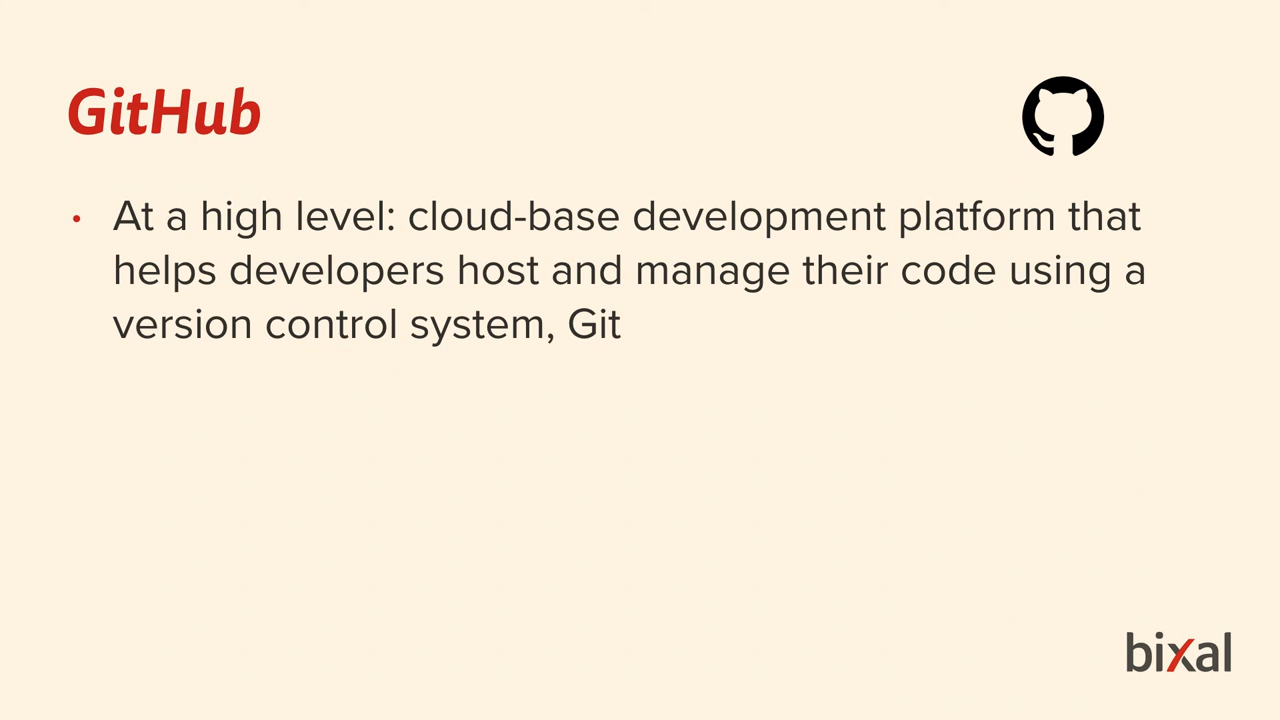 GitHub
• At a high level: cloud-base development platform that
helps developers host and manage their code using a
version control system, Git
bixal